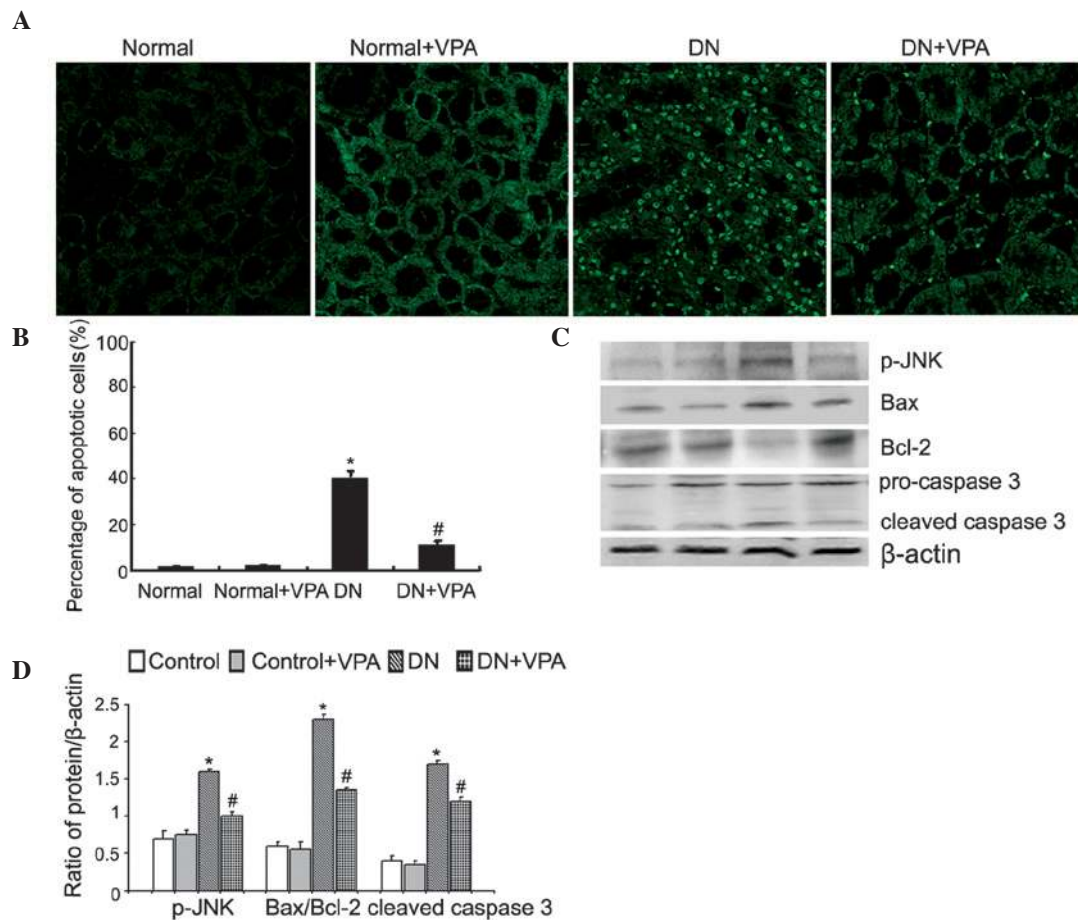 A
Normal
Normal+VPA
DN
DN+VPA
B
Percentage of apoptotic cells(%)
100
80
60
40
20
0
*
#
Normal
Normal+VPA
DN
DN+VPA
C
p-JNK
Bax
Bcl-2
pro-caspase 3
cleaved caspase 3
β-actin
D
Control
Control+VPA
DN
DN+VPA
Ratio of protein/β-actin
2.5
2
1.5
1
0.5
0
*
#
*
#
*
#
p-JNK
Bax/Bcl-2
cleaved caspase 3